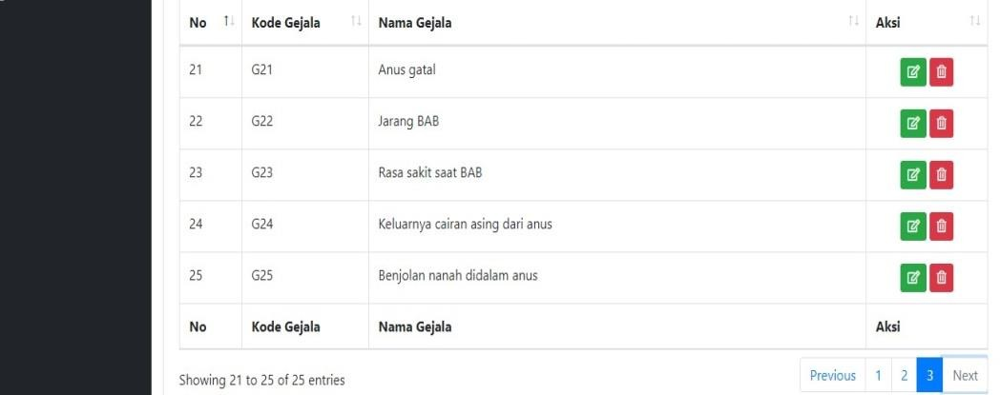 No Kode Gejala Nama Gejala Aksi
21 G21 Anus gatal
22 G22 Jarang BAB
23 G23 Rasa sakit saat BAB
24 G24 Keluarnya cairan asing dari anus
25 G25 Benjolan nanah didalam anus
No Kode Gejala Nama Gejala Aksi
Showing 21 to 25 of 25 entries Previous 1 2 3 Next